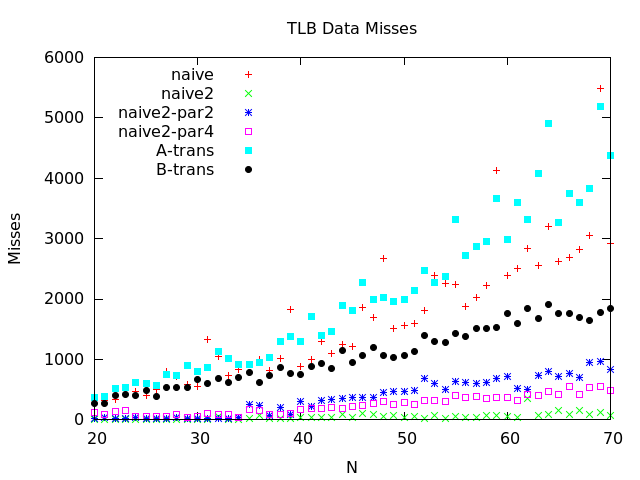 TLB Data Misses
6000
5000
4000
3000
2000
1000
0
Misses
naive
naive2
naive2-par2
naive2-par4
A-trans
B-trans
20 30 40 50 60 70
N